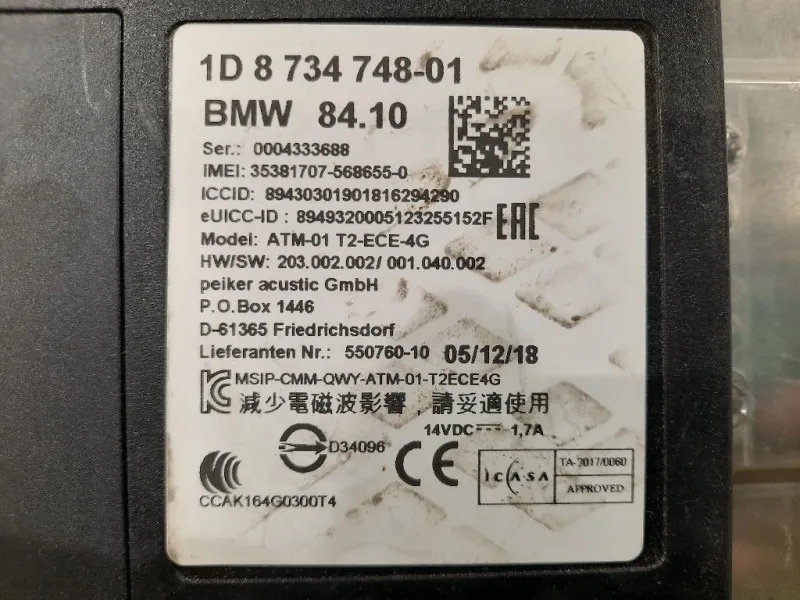 1D 8 734 748-01
BMW 84.10
Ser.: 0004333688
IMEI: 35381707-568655-0
ICCID: 89430301901816294290
eUICC-ID : 89493200005123255152F
Model: ATM-01 T2-ECE-4G
HW/SW: 203.002.002/ 001.040.002
peiker acustic GmbH
P.O.Box 1446
D-61365 Friedrichsdorf
Lieferanten Nr.: 550760-10 05/12/18
MSIP-CMM-QWY-ATM-01-T2ECE4G
減少電磁波影響，請妥適使用
14VDC 1,7A
D34096
CE
ICASA
TA-2017/0060
APPROVED
CCAK164G0300T4
EAC